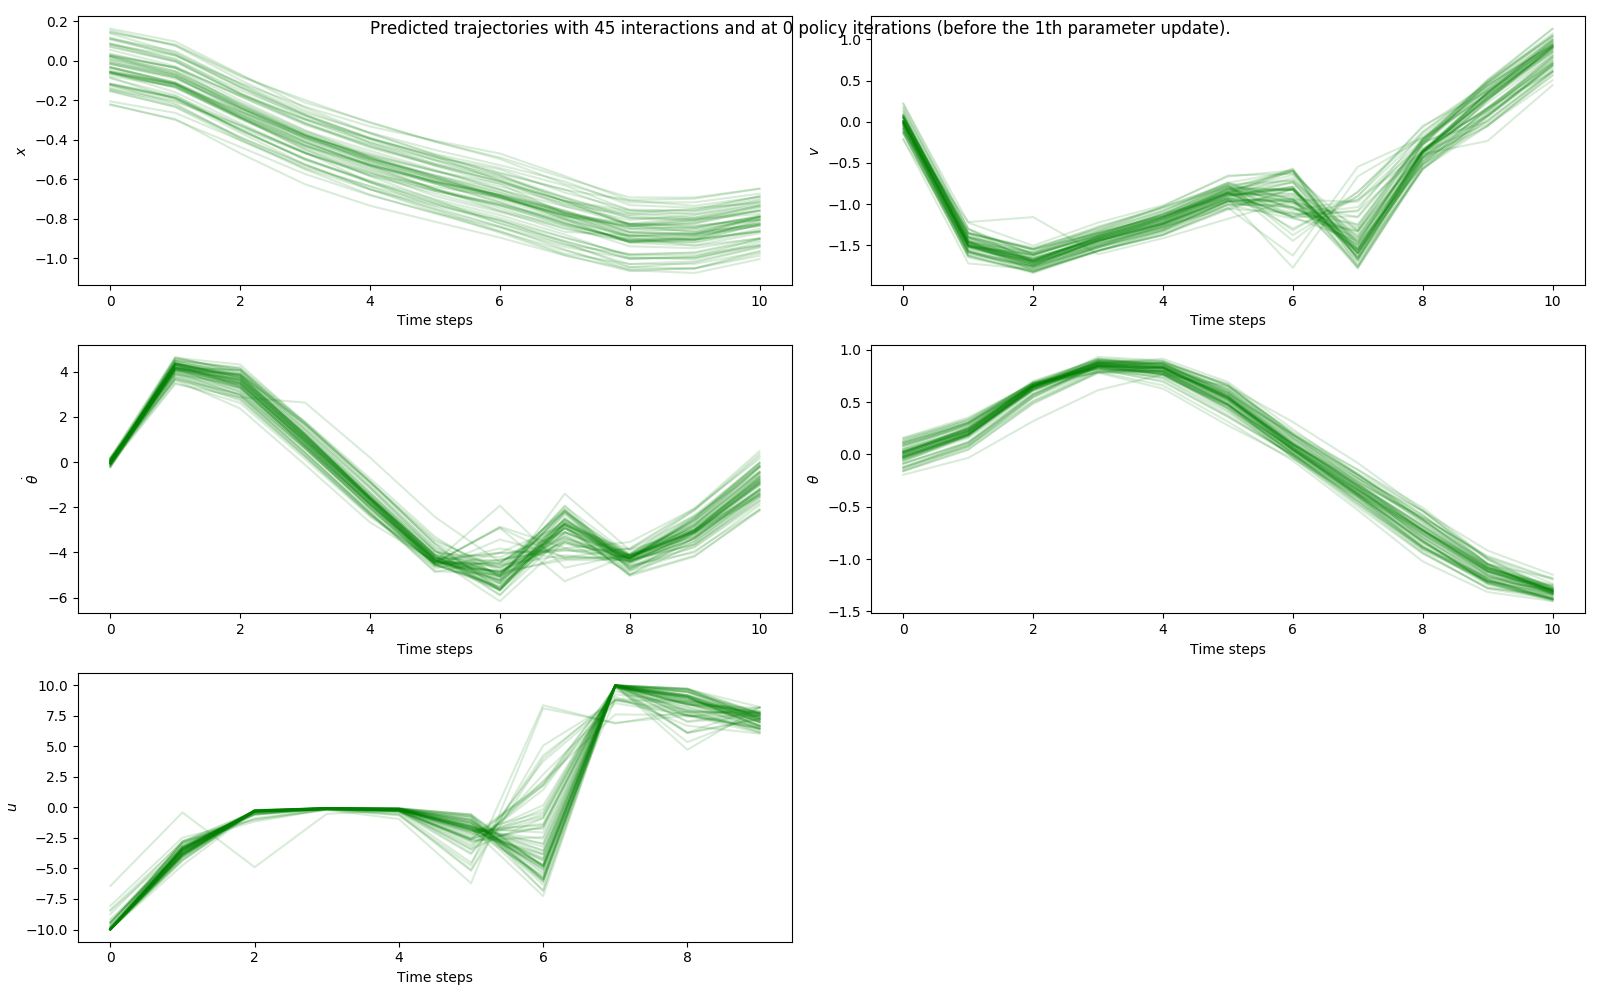 Predicted trajectories with 45 interactions and at 0 policy iterations (before the 1th parameter update).
0.2
0.0
−0.2
−0.4
−0.6
−0.8
−1.0
x
0 2 4 6 8 10
Time steps
1.0
0.5
0.0
−0.5
−1.0
−1.5
v
0 2 4 6 8 10
Time steps
4
2
0
−2
−4
−6
θ̇
0 2 4 6 8 10
Time steps
1.0
0.5
0.0
−0.5
−1.0
−1.5
θ
0 2 4 6 8 10
Time steps
10.0
7.5
5.0
2.5
0.0
−2.5
−5.0
−7.5
−10.0
u
0 2 4 6 8
Time steps